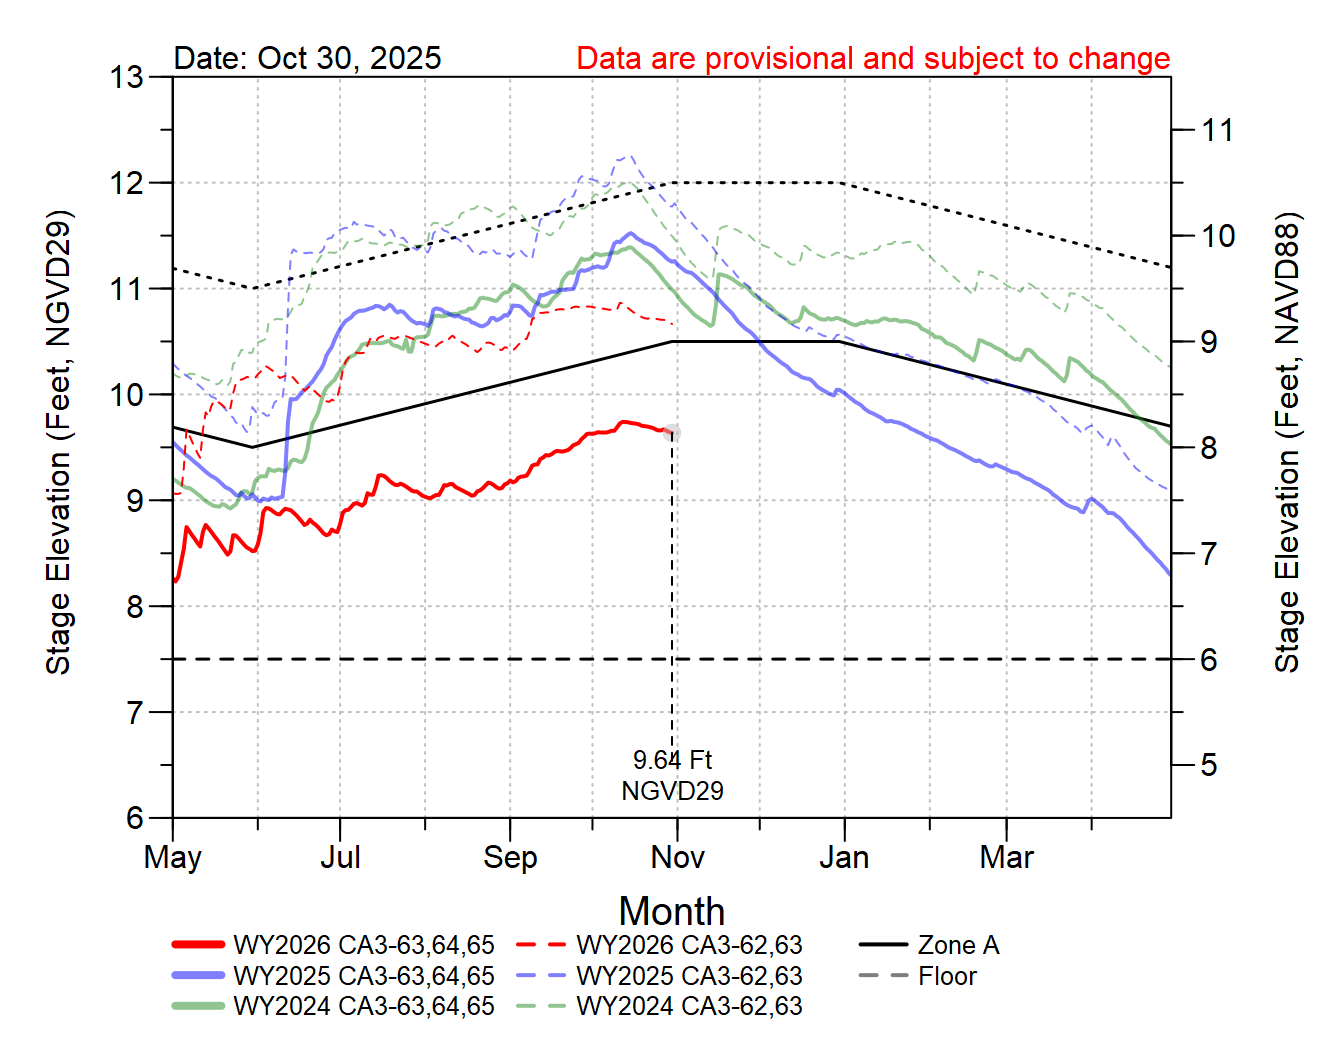 Date: Oct 30, 2025 Data are provisional and subject to change
13
12
11
10
9
8
7
6
Stage Elevation (Feet, NGVD29)
11
10
9
8
7
6
5
Stage Elevation (Feet, NAVD88)
9.64 Ft
NGVD29
May Jul Sep Nov Jan Mar
Month
WY2026 CA3-63,64,65 WY2026 CA3-62,63 Zone A
WY2025 CA3-63,64,65 WY2025 CA3-62,63 Floor
WY2024 CA3-63,64,65 WY2024 CA3-62,63